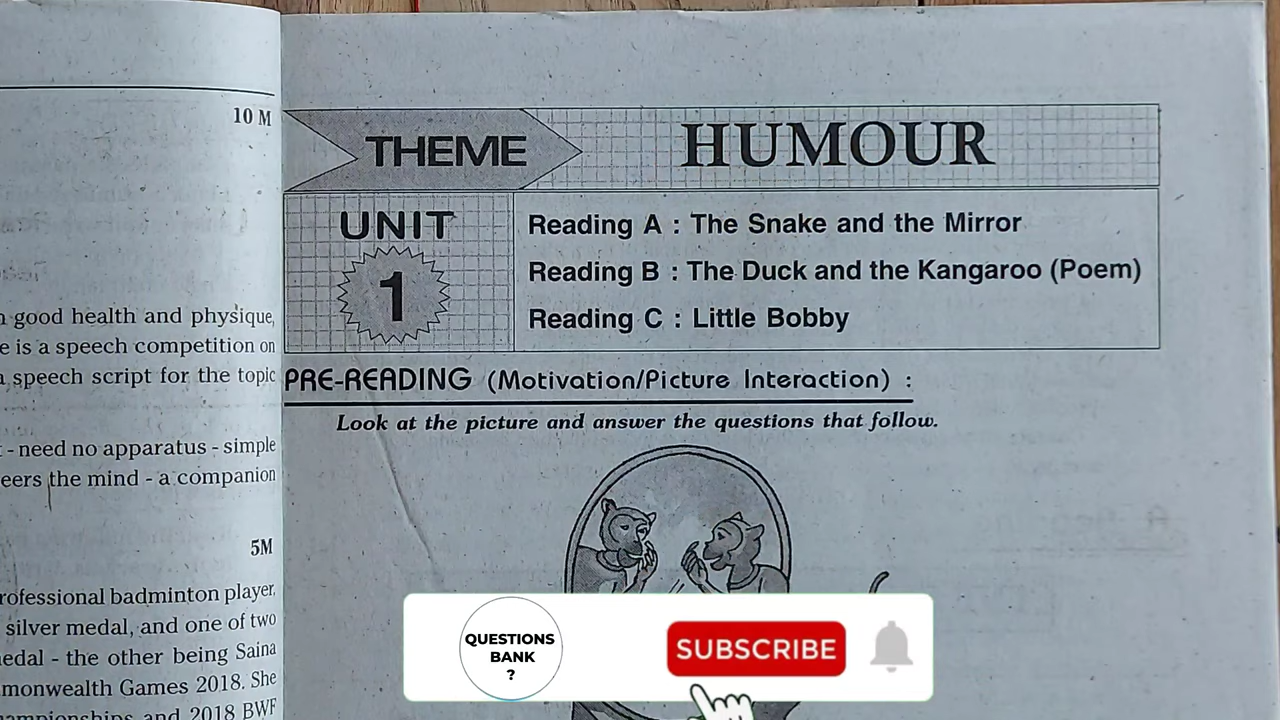 10 M
good health and physique,
e is a speech competition on
a speech script for the topic
- need no apparatus - simple
eers the mind - a companion
5M
rofessional badminton player,
silver medal, and one of two
edal - the other being Saina
monwealth Games 2018. She
and 2018 BWF
THEME HUMOUR
UNIT
1
Reading A : The Snake and the Mirror
Reading B : The Duck and the Kangaroo (Poem)
Reading C : Little Bobby
PRE-READING (Motivation/Picture Interaction) :
Look at the picture and answer the questions that follow.
QUESTIONS
BANK
?
SUBSCRIBE